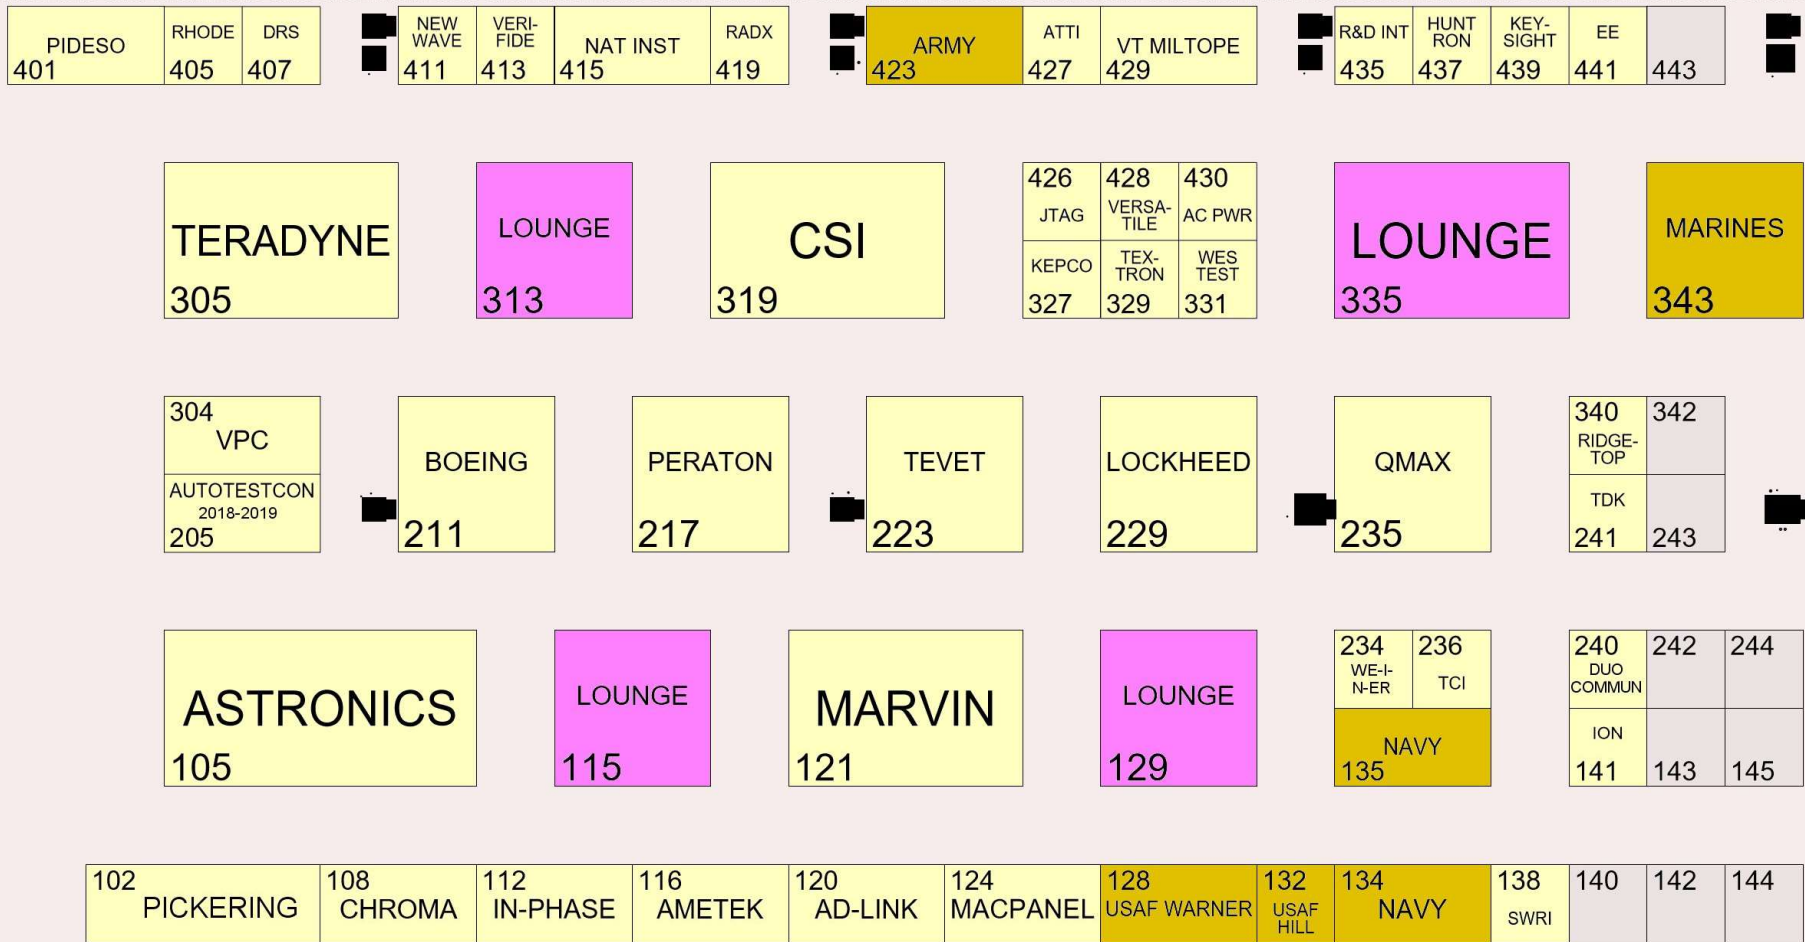 PIDESO
401
RHODE
405
DRS
407
NEW
WAVE
411
VERI-
FIDE
413
NAT INST
415
RADX
419
ARMY
423
ATTI
427
VT MILTOPE
429
R&D INT
435
HUNT
RON
437
KEY-
SIGHT
439
EE
441
443
TERADYNE
305
LOUNGE
313
CSI
319
426
JTAG
428
VERSA-
TILE
430
AC PWR
KEPCO
327
TEX-
TRON
329
WES
TEST
331
LOUNGE
335
MARINES
343
304
VPC
AUTOTESTCON
2018-2019
205
BOEING
211
PERATON
217
TEVET
223
LOCKHEED
229
QMAX
235
340
RIDGE-
TOP
342
TDK
241
243
ASTRONICS
105
LOUNGE
115
MARVIN
121
LOUNGE
129
234
WE-I-
N-ER
236
TCI
NAVY
135
240
DUO
COMMUN
242
244
ION
141
143
145
102
PICKERING
108
CHROMA
112
IN-PHASE
116
AMETEK
120
AD-LINK
124
MACPANEL
128
USAF WARNER
132
USAF
HILL
134
NAVY
138
SWRI
140
142
144